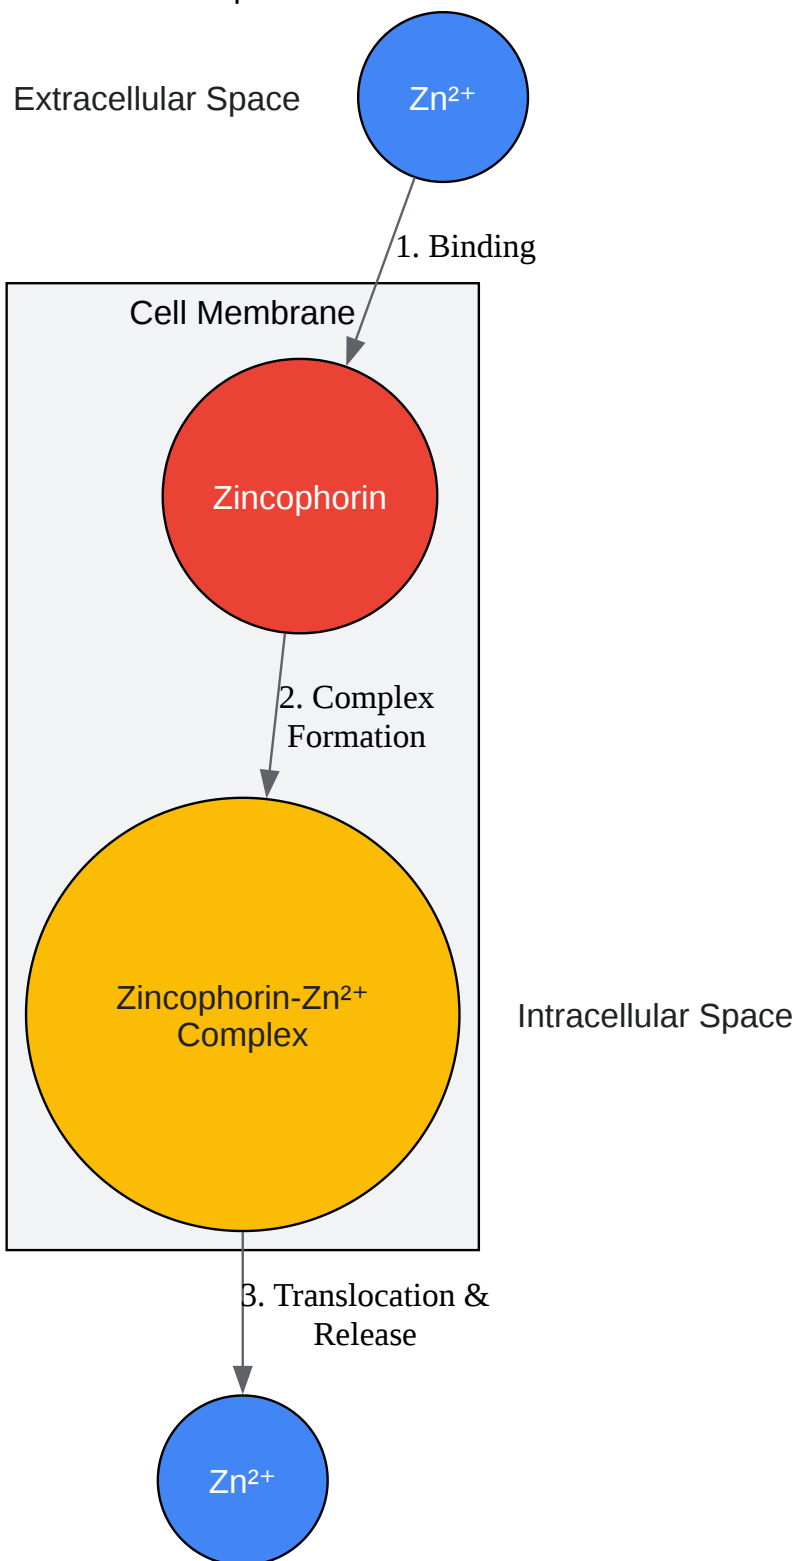 Extracellular Space
Zn²⁺
1. Binding
Cell Membrane
Zincophorin
2. Complex
Formation
Zincophorin-Zn²⁺
Complex
Intracellular Space
3. Translocation &
Release
Zn²⁺